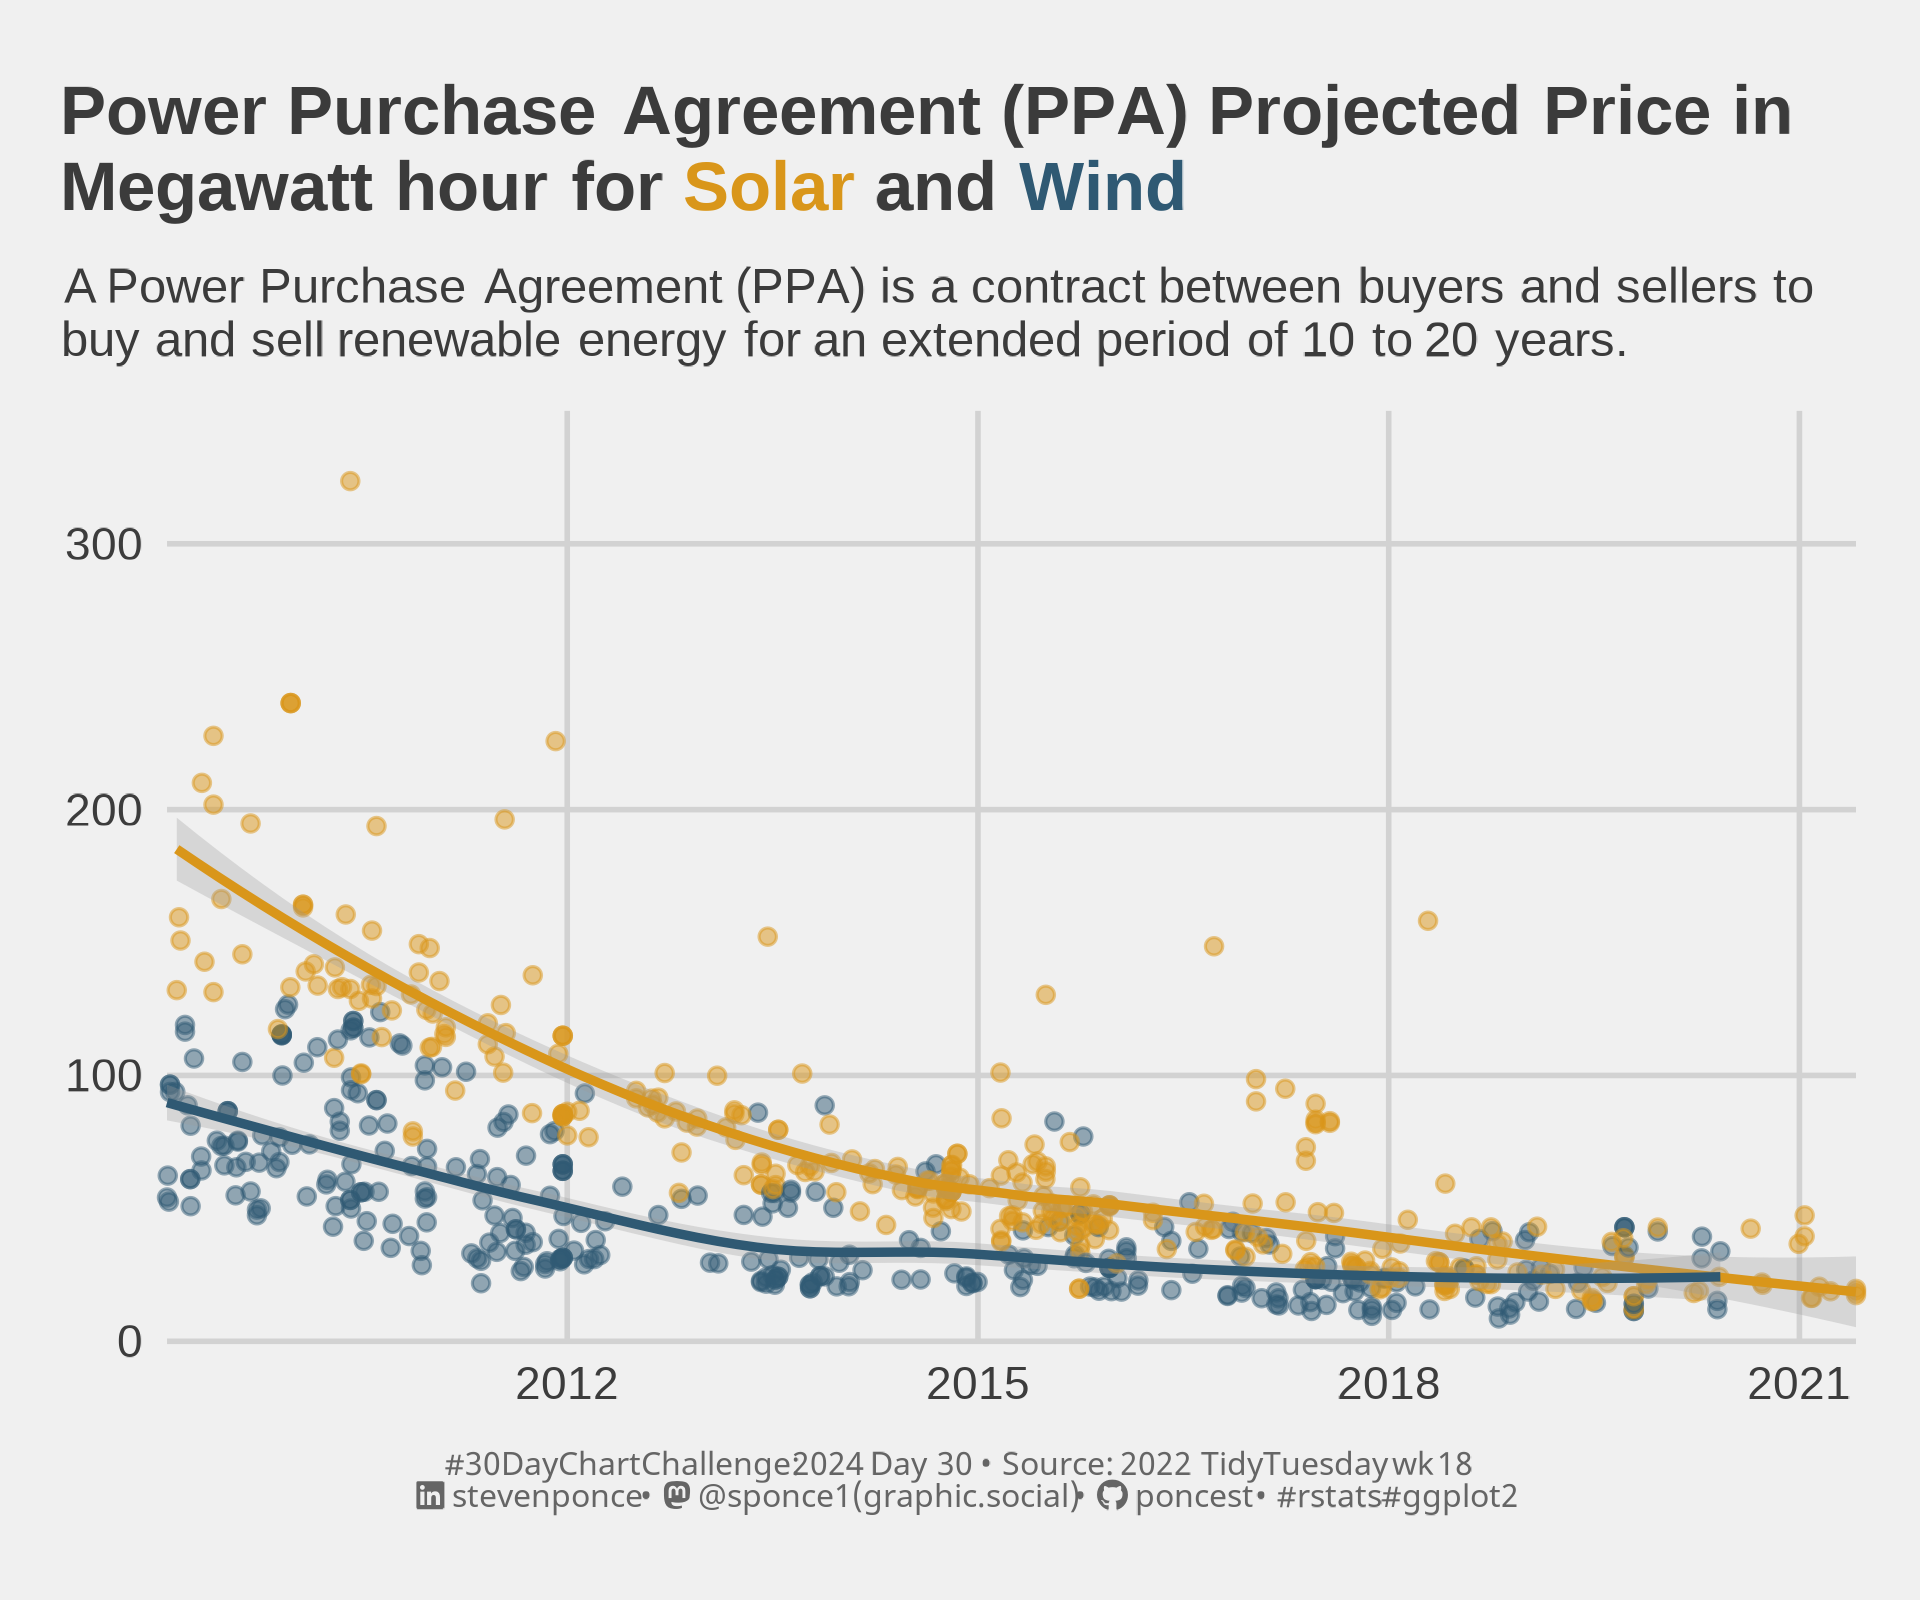 Power Purchase Agreement (PPA) Projected Price in
Megawatt hour for Solar and Wind
A Power Purchase Agreement (PPA) is a contract between buyers and sellers to
buy and sell renewable energy for an extended period of 10 to 20 years.
300
200
100
0
2012 2015 2018 2021
#30DayChartChallenge: 2024 Day 30 • Source: 2022 TidyTuesday wk 18
stevenponce • @sponce1(graphic.social) • poncest • #rstats #ggplot2